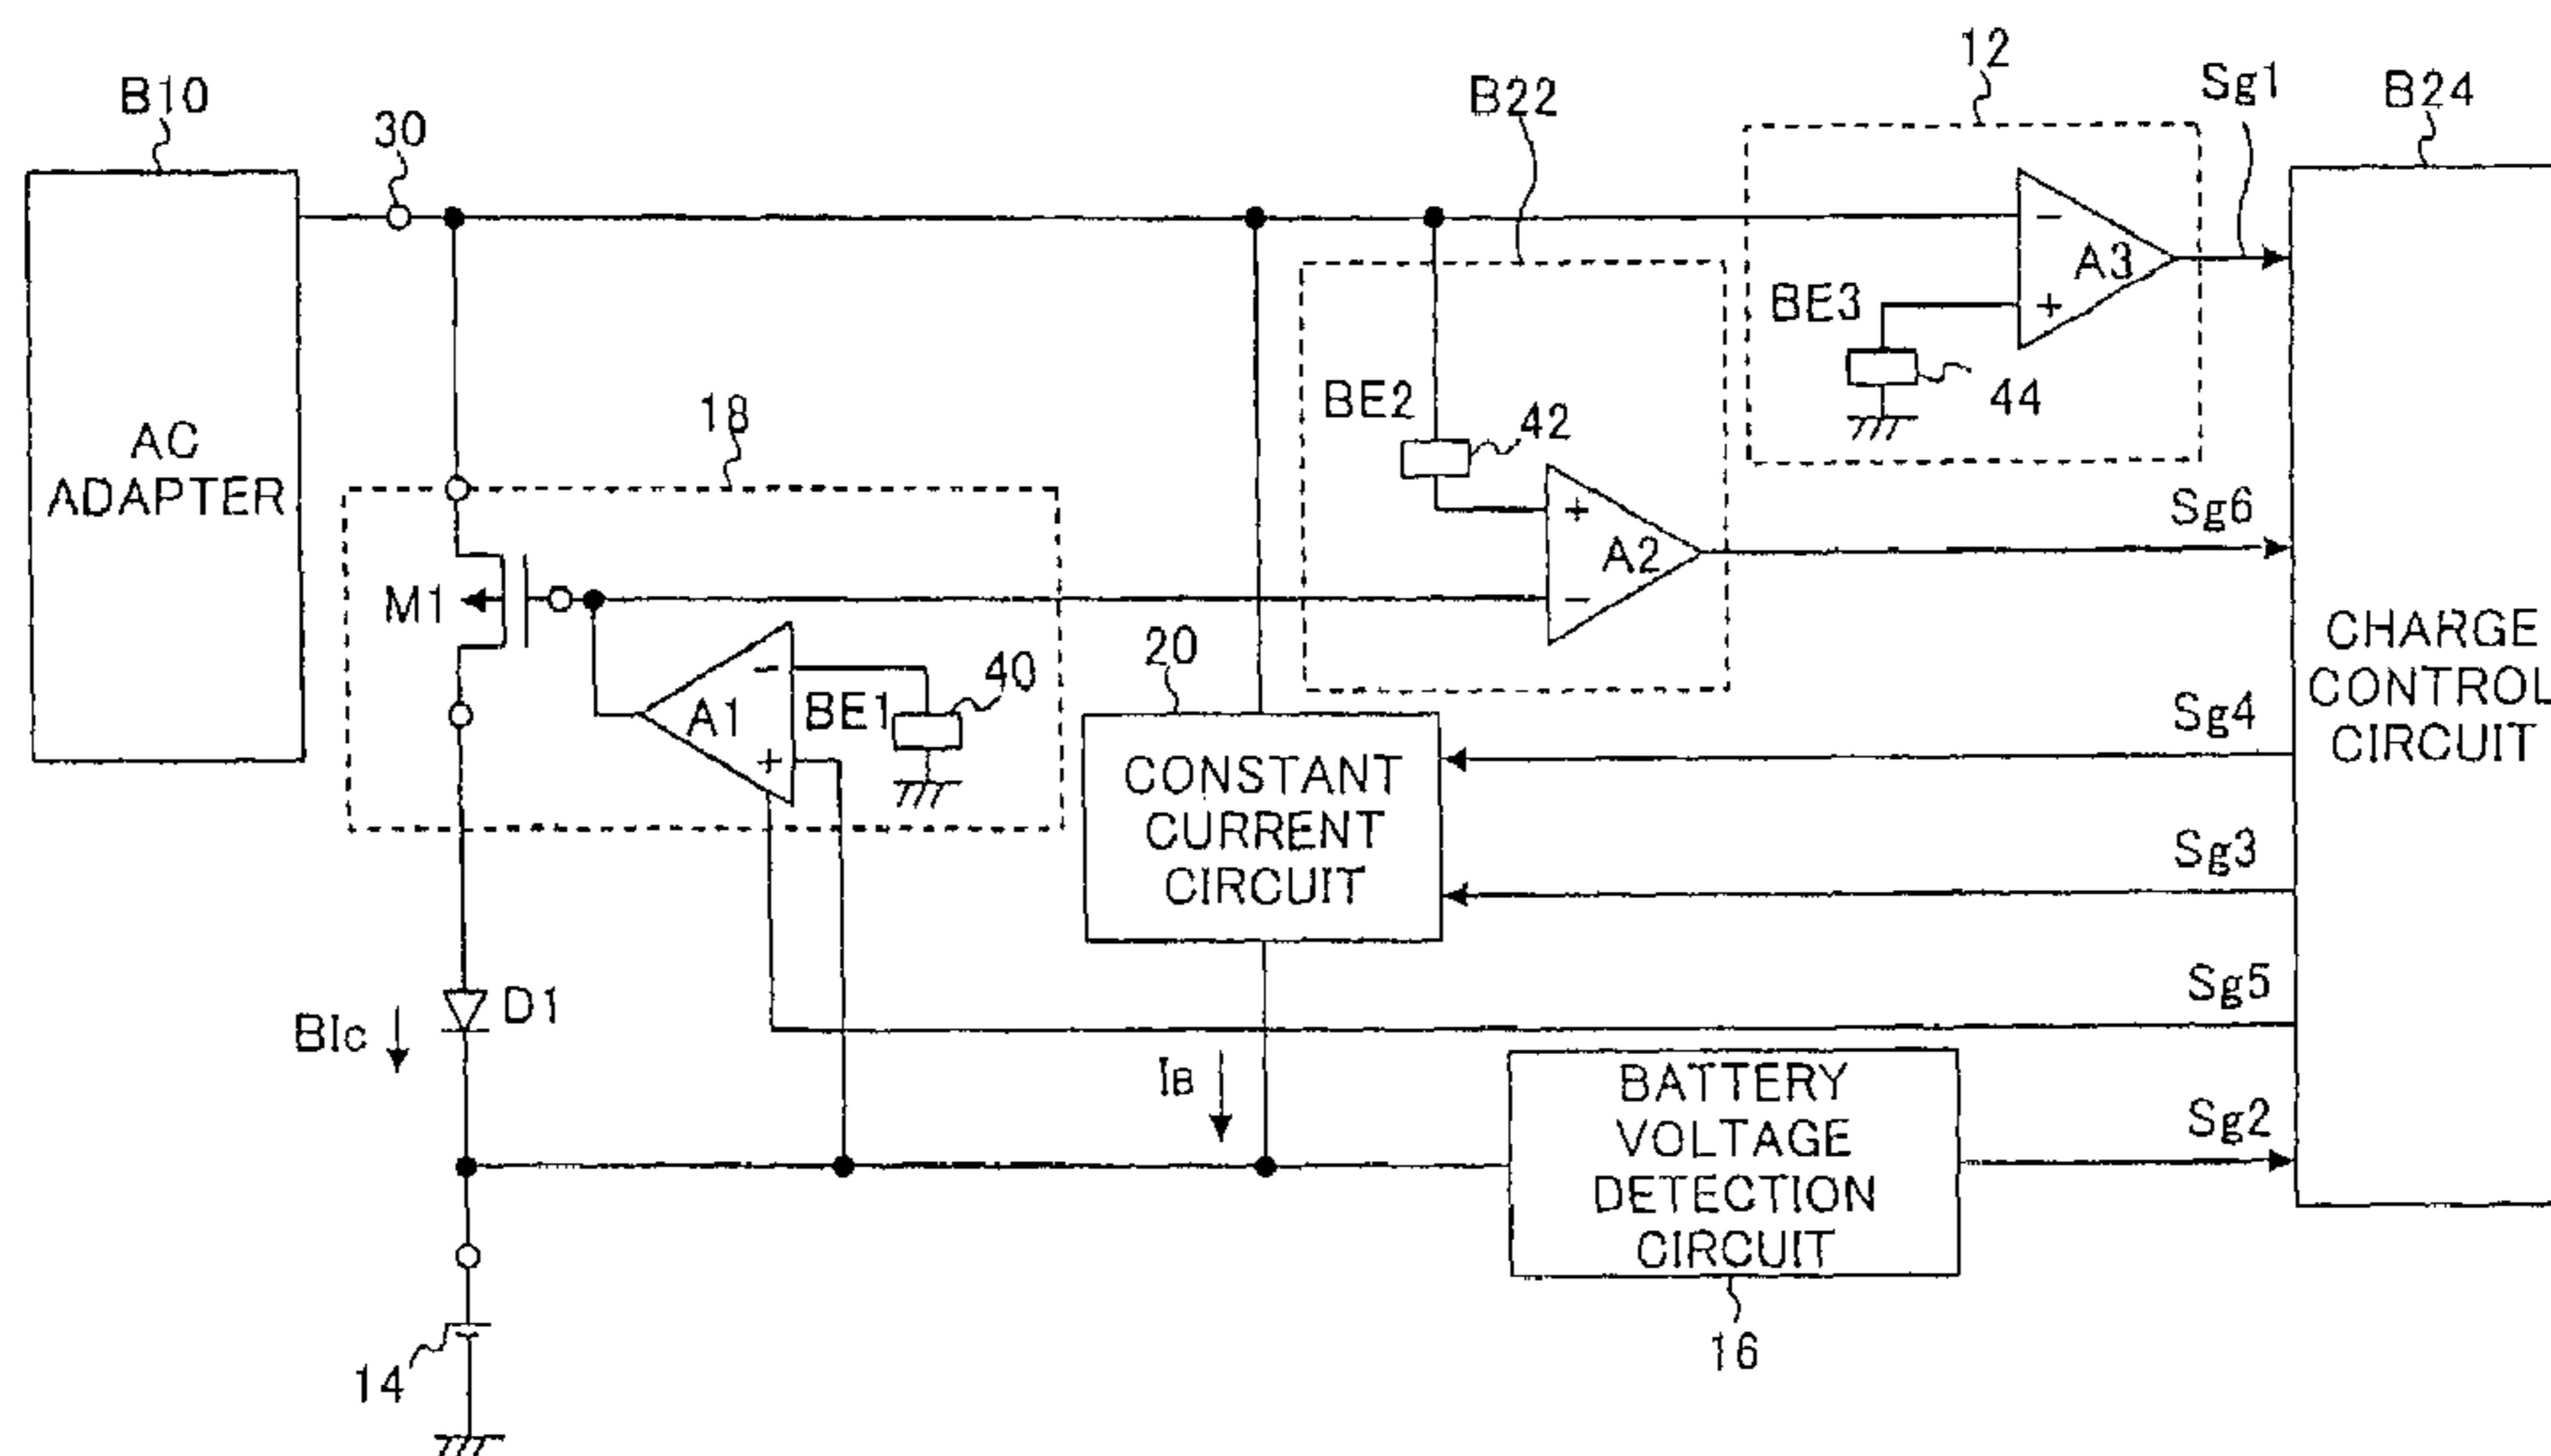 B10
30
B22
12
Sg1
B24
AC
ADAPTER
18
BE2
42
BE3
44
-
+
A3
+
-
A2
Sg6
M1
A1
-
+
BE1
40
20
CONSTANT
CURRENT
CIRCUIT
Sg4
Sg3
CHARGE
CONTROL
CIRCUIT
Sg5
D1
BIc
IB
BATTERY
VOLTAGE
DETECTION
CIRCUIT
Sg2
16
14